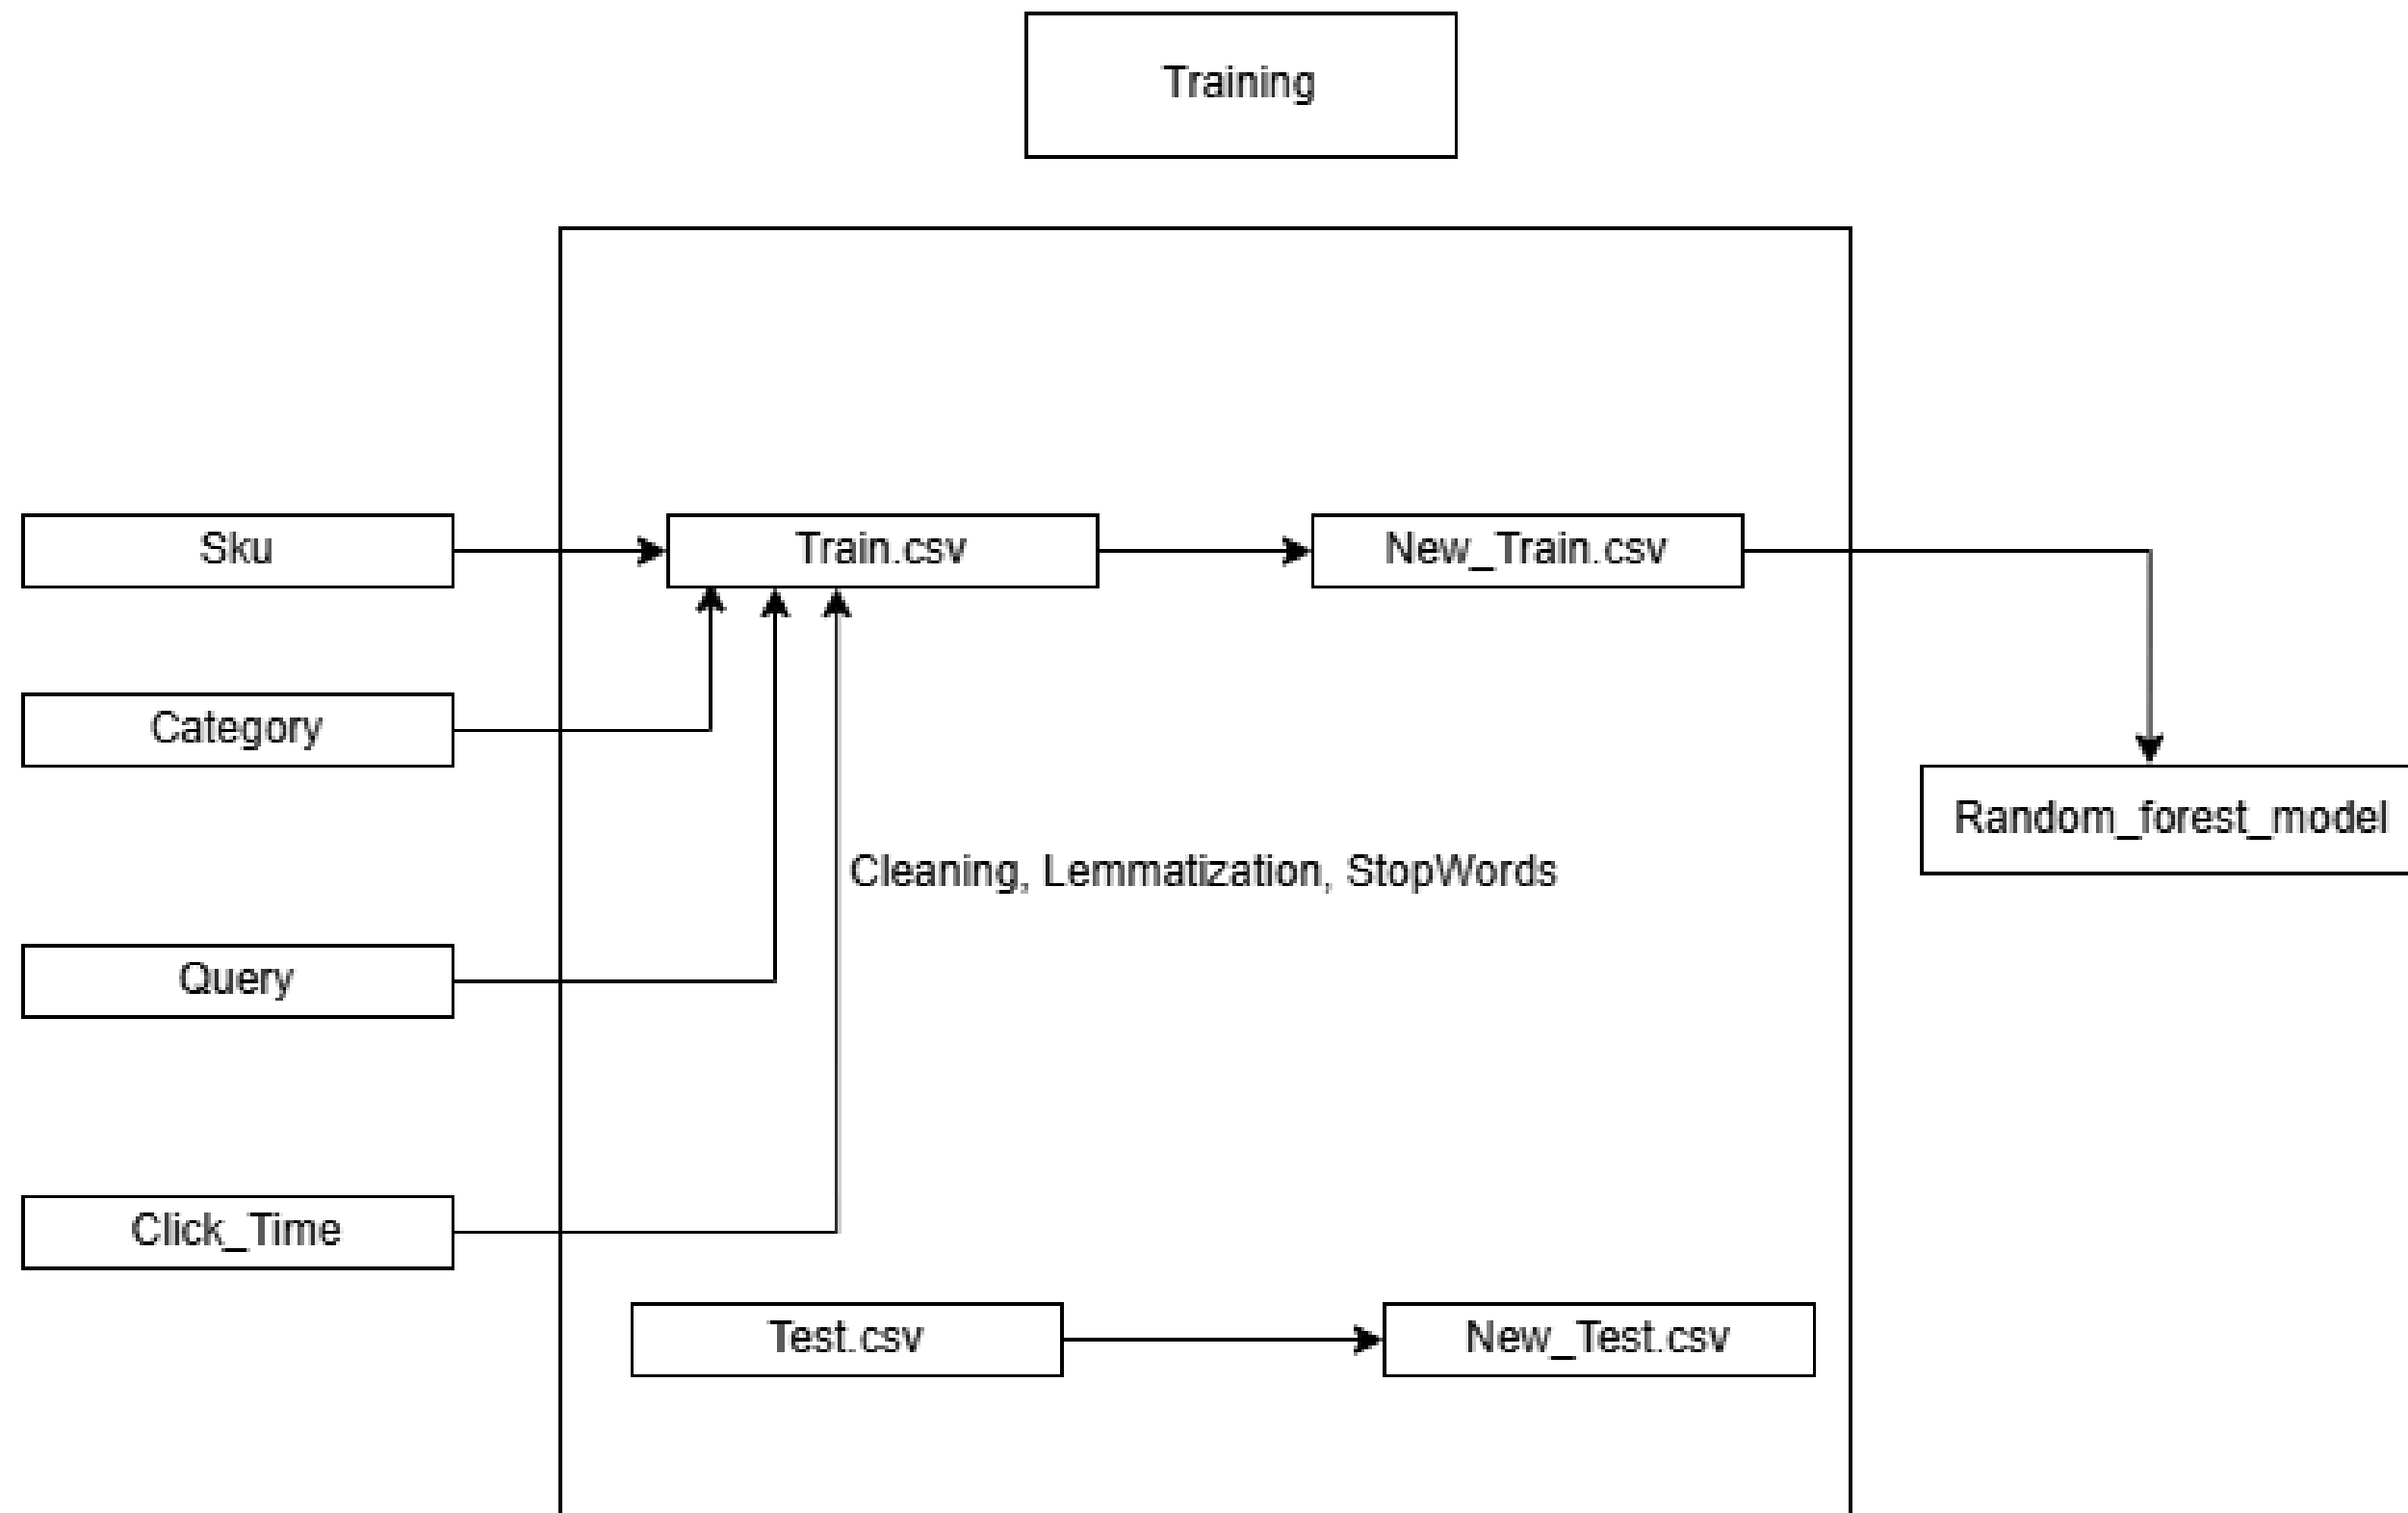 Training
Sku
Train.csv
New_Train.csv
Category
Random_forest_model
Cleaning, Lemmatization, StopWords
Query
Click_Time
Test.csv
New_Test.csv